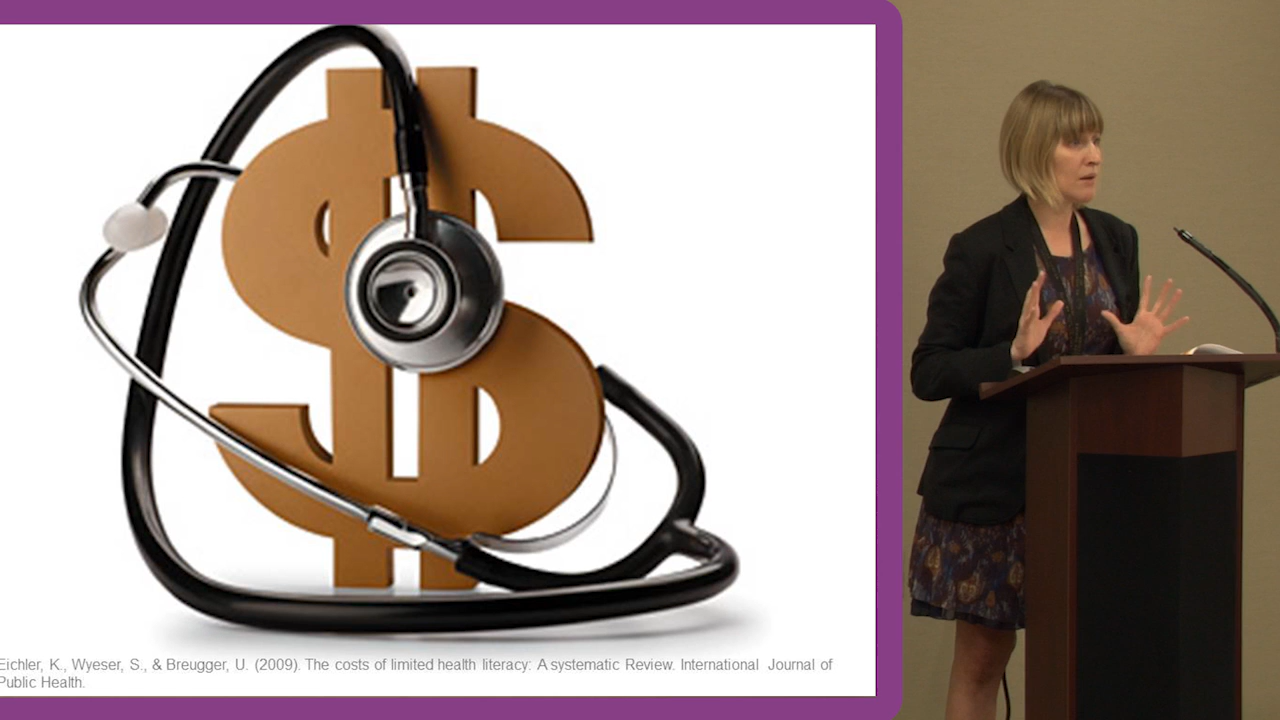 Eichler, K., Wyeser, S., & Breugger, U. (2009). The costs of limited health literacy: A systematic Review. International Journal of
Public Health.